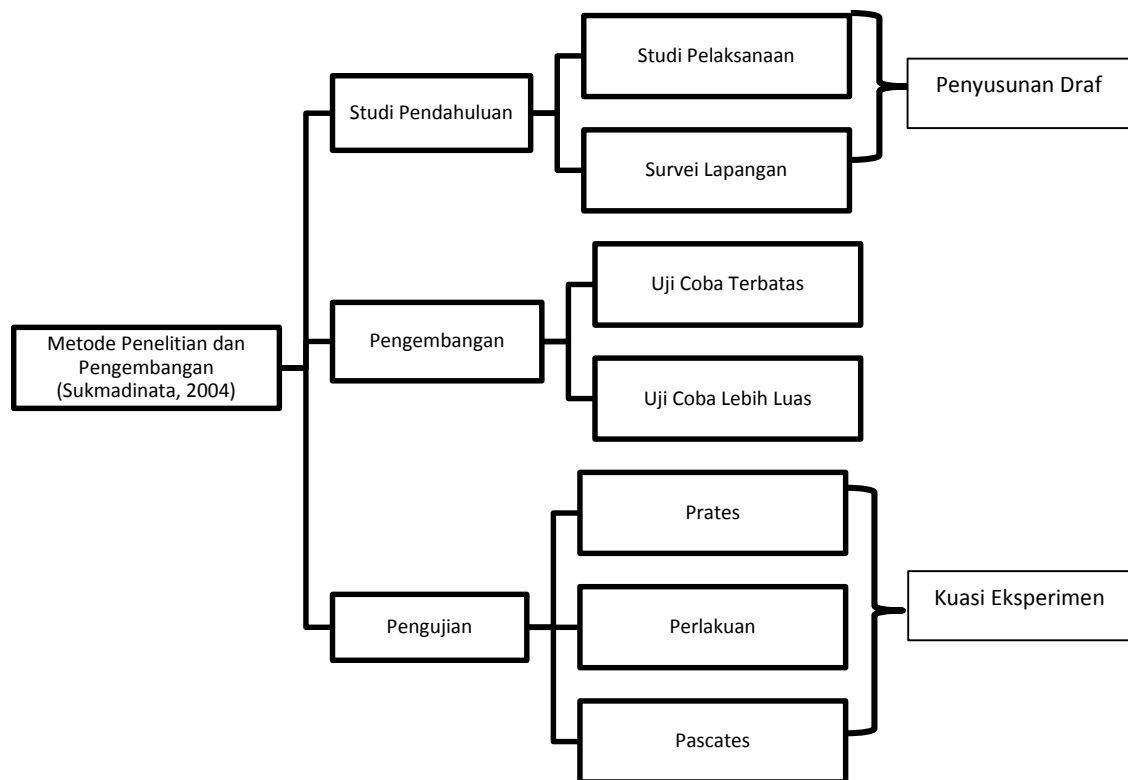 Metode Penelitian dan
Pengembangan
(Sukmadinata, 2004)
Studi Pendahuluan
Studi Pelaksanaan
Survei Lapangan
Penyusunan Draf
Pengembangan
Uji Coba Terbatas
Uji Coba Lebih Luas
Pengujian
Prates
Perlakuan
Pascates
Kuasi Eksperimen